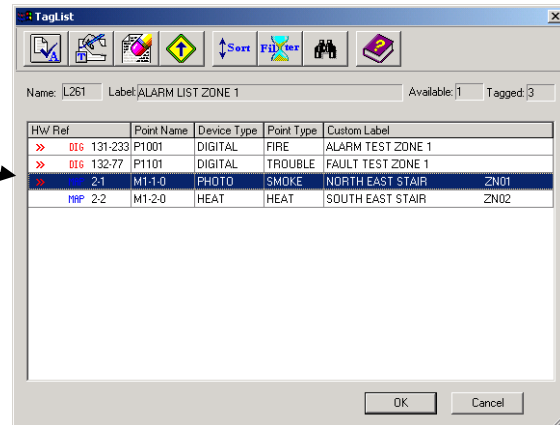 TagList
Sort Filter
Name: L261 Label: ALARM LIST ZONE 1 Available: 1 Tagged: 3
HW Ref Point Name Device Type Point Type Custom Label
» DIG 131-233 P1001 DIGITAL FIRE ALARM TEST ZONE 1
» DIG 132-77 P1101 DIGITAL TROUBLE FAULT TEST ZONE 1
» MAP 2-1 M1-1-0 PHOTO SMOKE NORTH EAST STAIR ZN01
MAP 2-2 M1-2-0 HEAT HEAT SOUTH EAST STAIR ZN02
OK Cancel